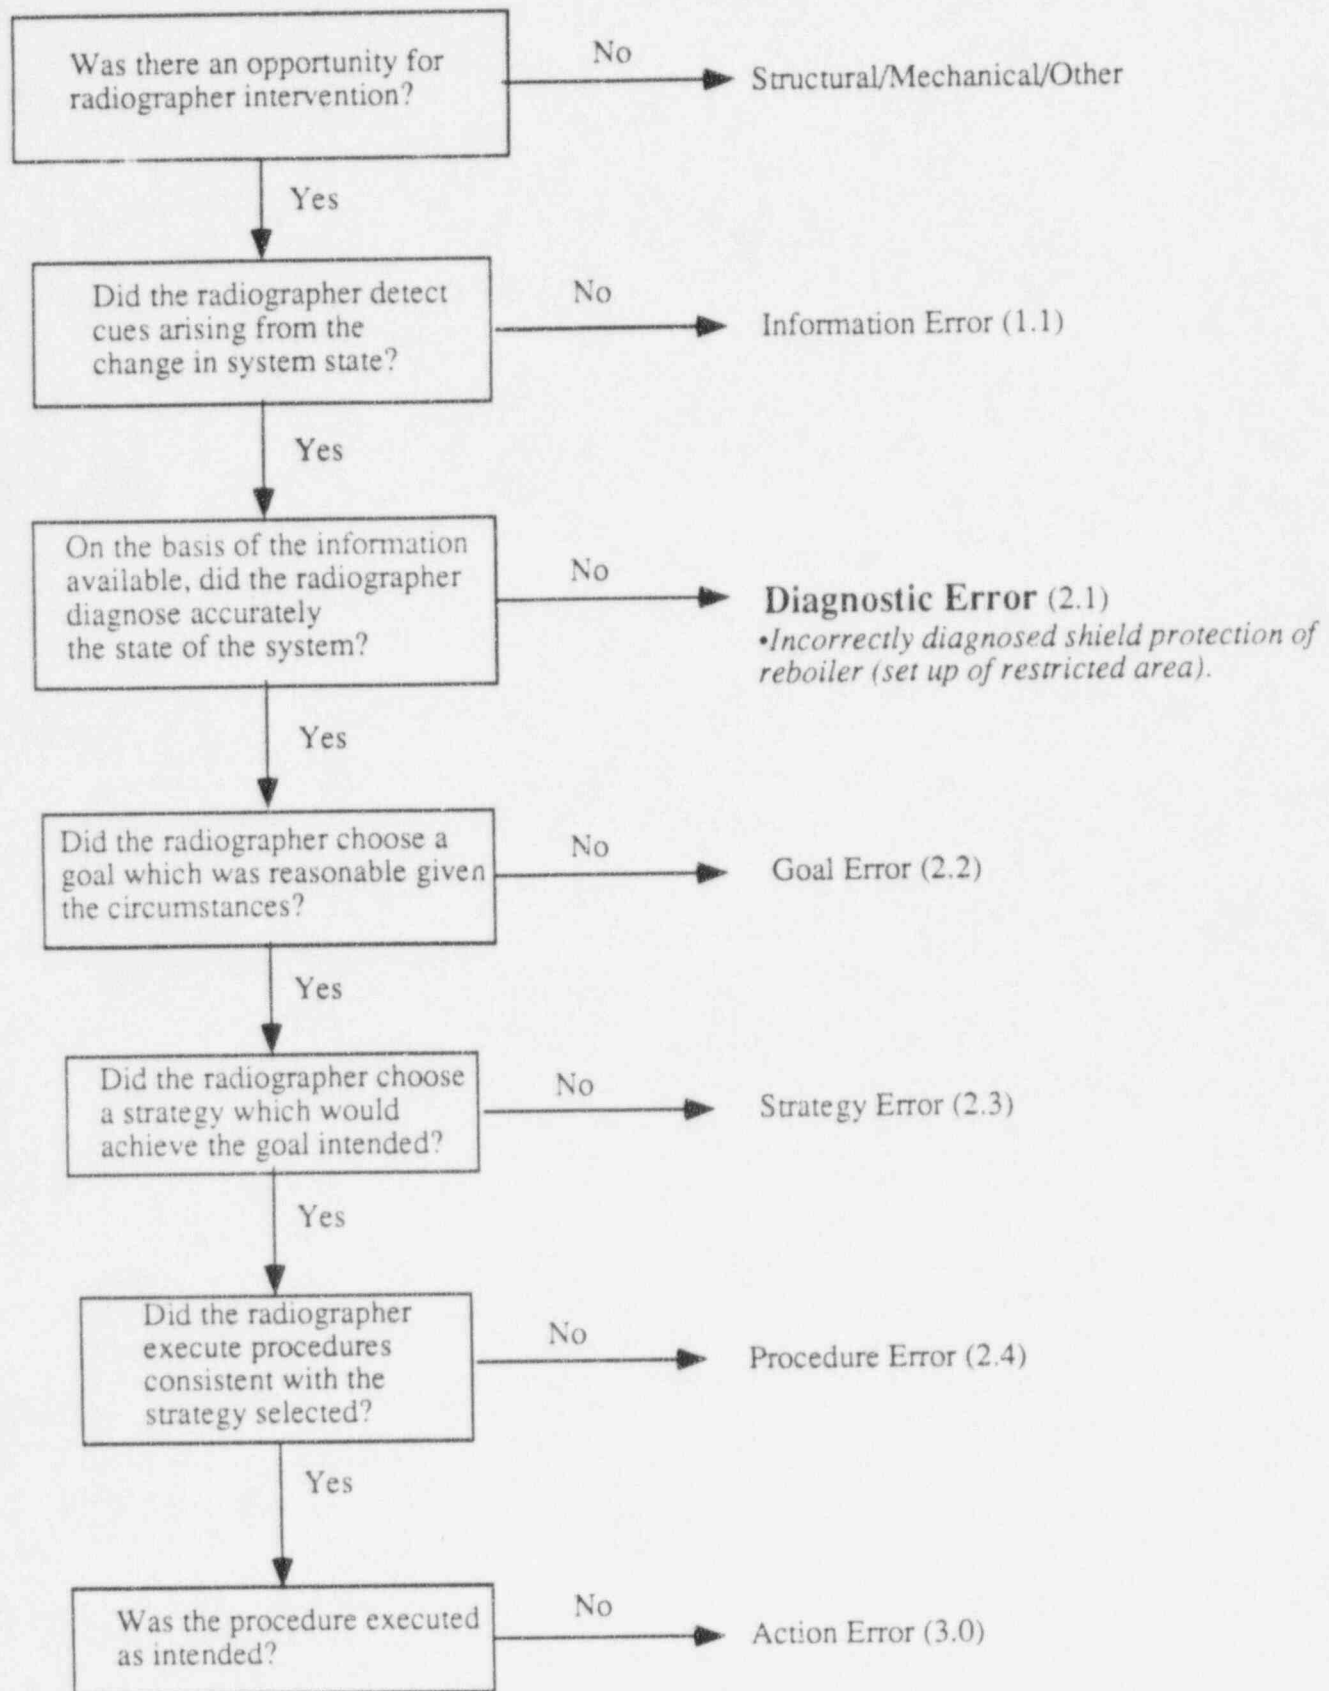 Was there an opportunity for
radiographer intervention?
No
Structural/Mechanical/Other
Yes
Did the radiographer detect
cues arising from the
change in system state?
No
Information Error (1.1)
Yes
On the basis of the information
available, did the radiographer
diagnose accurately
the state of the system?
No
Diagnostic Error (2.1)
•Incorrectly diagnosed shield protection of
reboiler (set up of restricted area).
Yes
Did the radiographer choose a
goal which was reasonable given
the circumstances?
No
Goal Error (2.2)
Yes
Did the radiographer choose
a strategy which would
achieve the goal intended?
No
Strategy Error (2.3)
Yes
Did the radiographer
execute procedures
consistent with the
strategy selected?
No
Procedure Error (2.4)
Yes
Was the procedure executed
as intended?
No
Action Error (3.0)